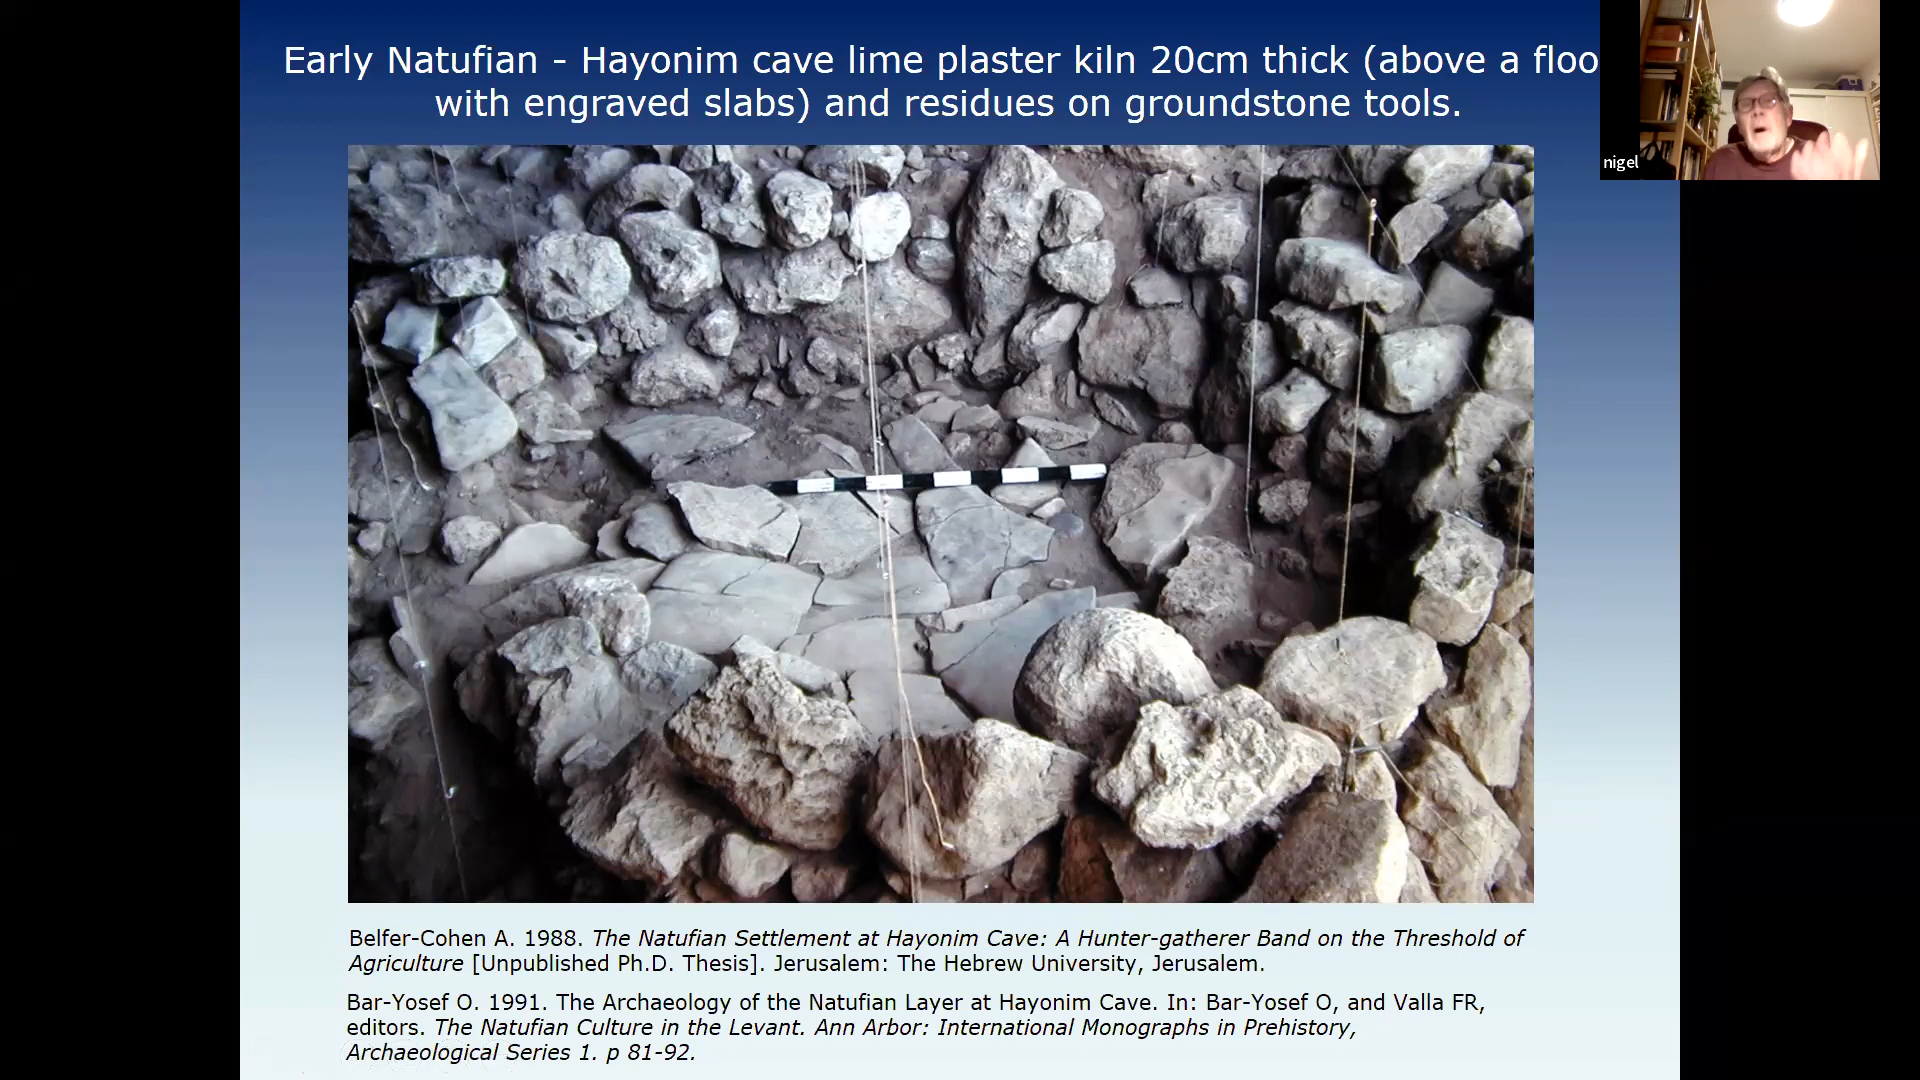 Early Natufian - Hayonim cave lime plaster kiln 20cm thick (above a floo
with engraved slabs) and residues on groundstone tools.
nigel
Belfer-Cohen A. 1988. The Natufian Settlement at Hayonim Cave: A Hunter-gatherer Band on the Threshold of
Agriculture [Unpublished Ph.D. Thesis]. Jerusalem: The Hebrew University, Jerusalem.
Bar-Yosef O. 1991. The Archaeology of the Natufian Layer at Hayonim Cave. In: Bar-Yosef O, and Valla FR,
editors. The Natufian Culture in the Levant. Ann Arbor: International Monographs in Prehistory,
Archaeological Series 1. p 81-92.